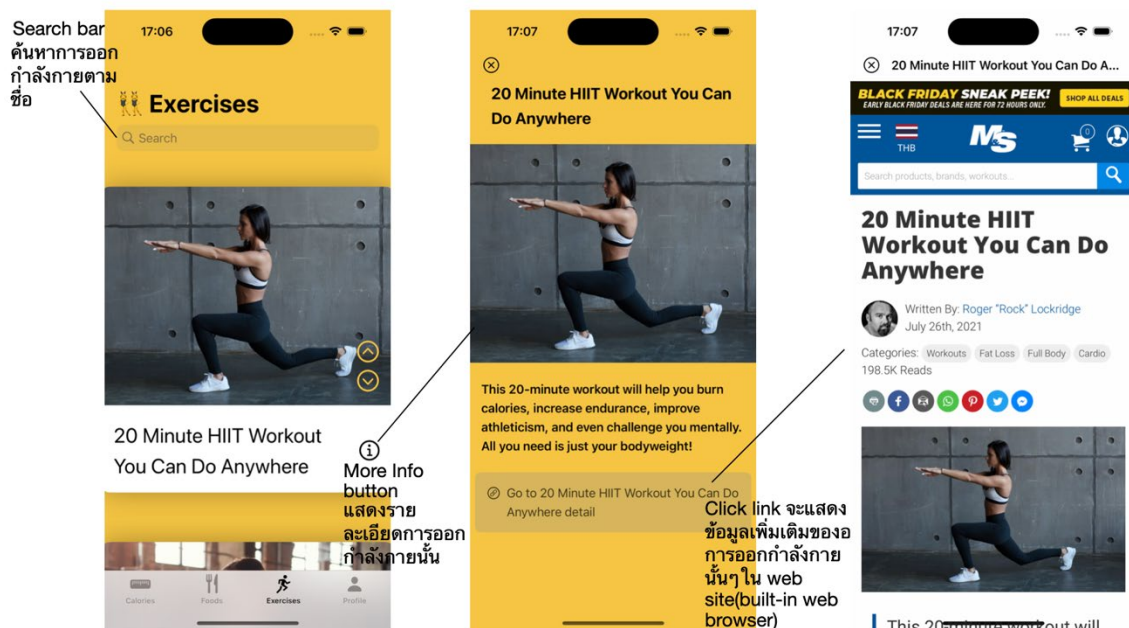 Search bar
ค้นหาการออก
กำลังกายตาม
ชื่อ
17:06
Exercises
Search
20 Minute HIIT Workout
You Can Do Anywhere
More Info
button
แสดงราย
ละเอียดการออก
กำลังกายนั้น
Calories
Foods
Exercises
Profile
17:07
20 Minute HIIT Workout You Can
Do Anywhere
This 20-minute workout will help you burn
calories, increase endurance, improve
athleticism, and even challenge you mentally.
All you need is just your bodyweight!
Go to 20 Minute HIIT Workout You Can Do
Anywhere detail
Click link จะแสดง
ข้อมูลเพิ่มเติมของอ
การออกกำลังกาย
นั้นๆ ใน web
site(built-in web
browser)
17:07
20 Minute HIIT Workout You Can Do A...
BLACK FRIDAY SNEAK PEEK!
EARLY BLACK FRIDAY DEALS ARE HERE FOR 72 HOURS ONLY.
SHOP ALL DEALS
THB
M&S
0
Search products, brands, workouts...
20 Minute HIIT
Workout You Can Do
Anywhere
Written By: Roger "Rock" Lockridge
July 26th, 2021
Categories: Workouts Fat Loss Full Body Cardio
198.5K Reads
This 20-minute workout will